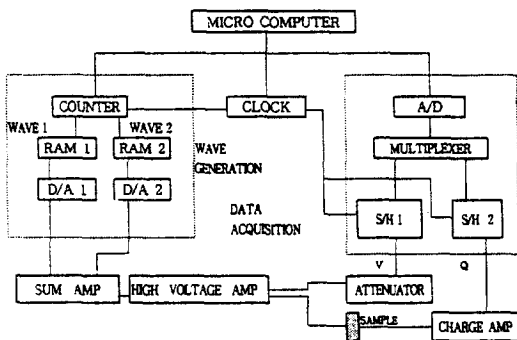 MICRO COMPUTER
COUNTER
CLOCK
A/D
WAVE 1
WAVE 2
RAM 1
RAM 2
WAVE
GENERATION
MULTIPLEXER
D/A 1
D/A 2
DATA
ACQUISITION
S/H 1
S/H 2
V
Q
SUM AMP
HIGH VOLTAGE AMP
ATTENUATOR
SAMPLE
CHARGE AMP